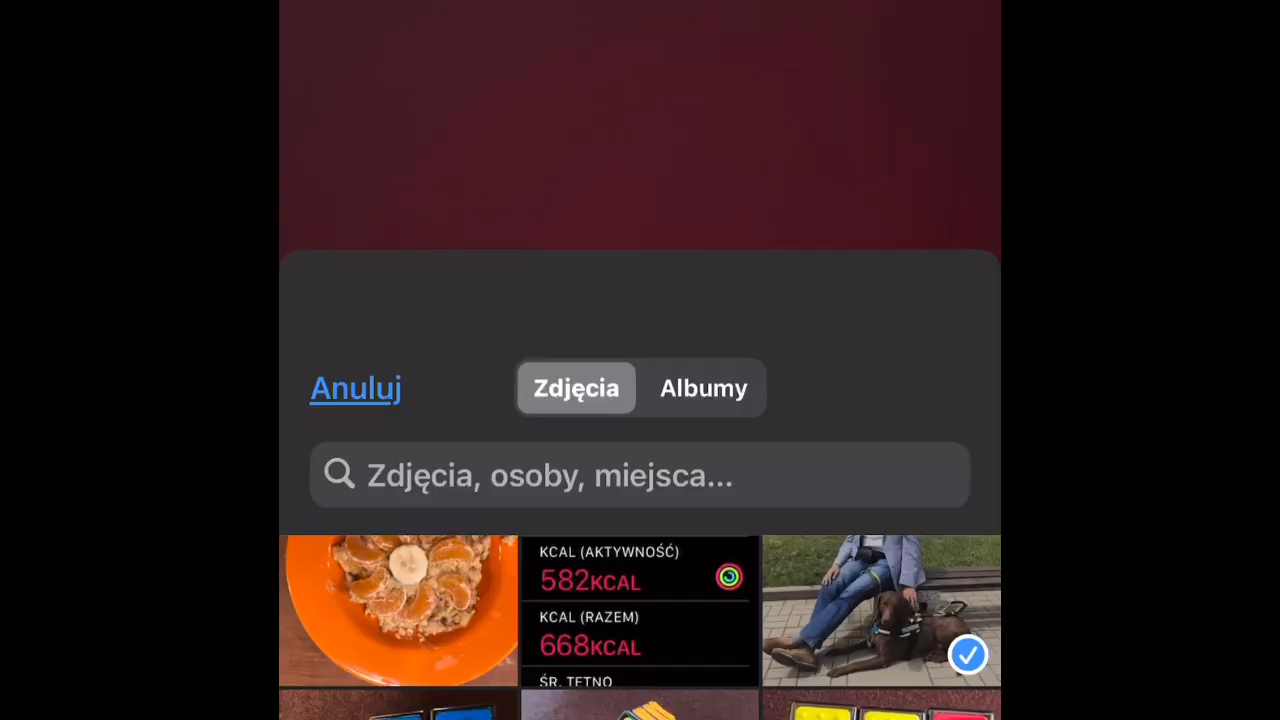 Anuluj
Zdjęcia
Albumy
Zdjęcia, osoby, miejsca...
KCAL (AKTYWNOŚĆ)
582KCAL
KCAL (RAZEM)
668KCAL
ŚR. TĘTNO